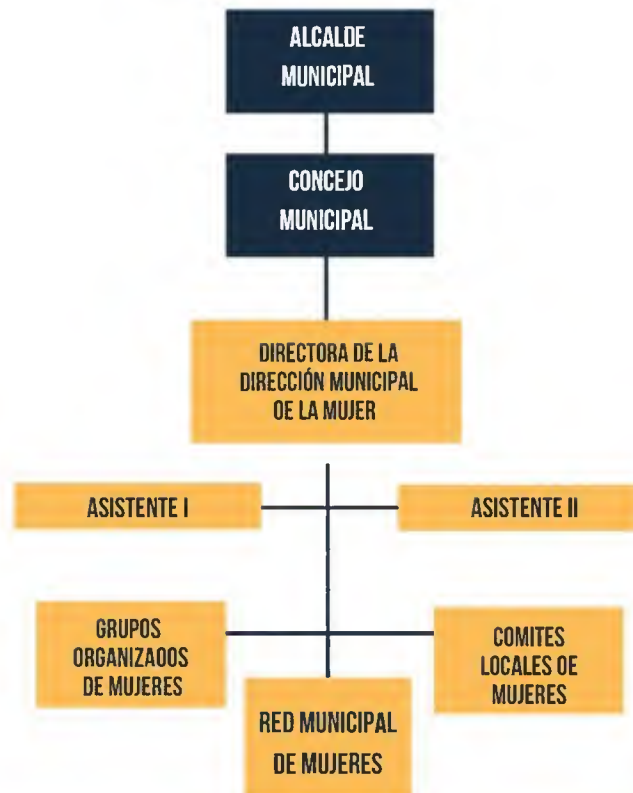 ALCALDE
MUNICIPAL
CONCEJO
MUNICIPAL
DIRECTORA DE LA
DIRECCIÓN MUNICIPAL
DE LA MUJER
ASISTENTE I
ASISTENTE II
GRUPOS
ORGANIZAOOS
DE MUJERES
COMITES
LOCALES OE
MUJERES
RED MUNICIPAL
DE MUJERES